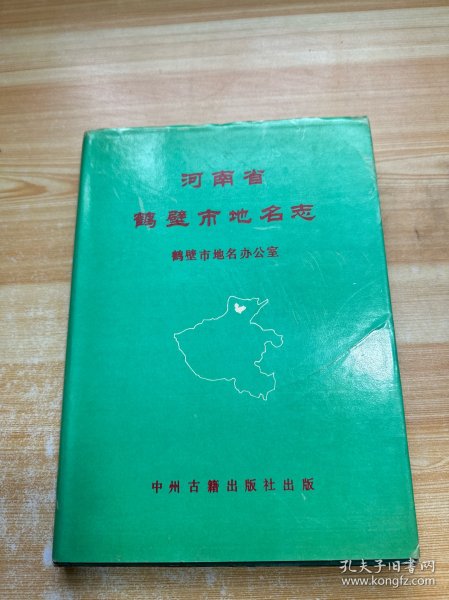 河南省
鹤壁市地名志
鹤壁市地名办公室
中州古籍出版社出版
孔夫子旧书网
www.kongfz.com